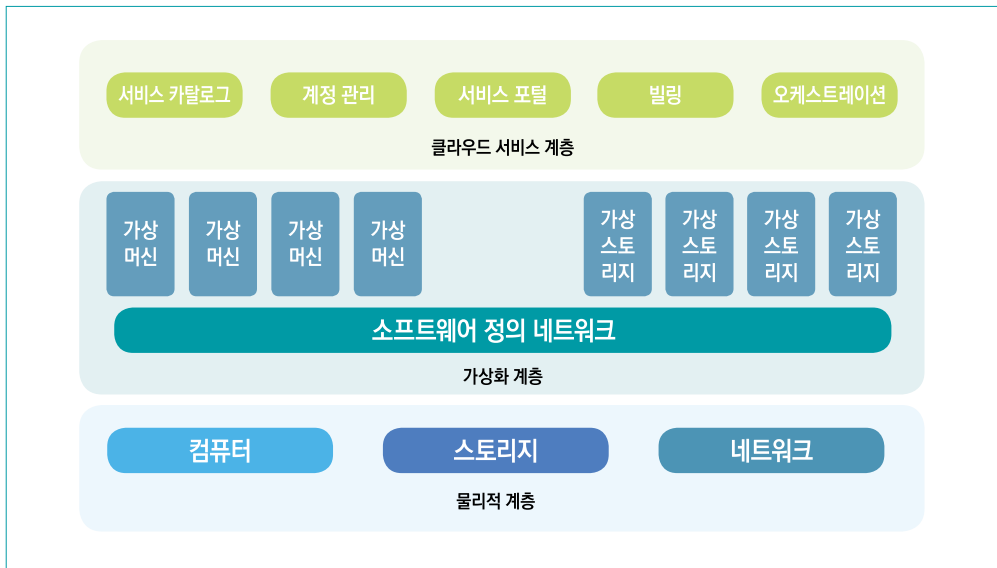 서비스 카탈로그
계정 관리
서비스 포털
빌링
오케스트레이션
클라우드 서비스 계층
가상
머신
가상
머신
가상
머신
가상
머신
가상
스토
리지
가상
스토
리지
가상
스토
리지
가상
스토
리지
소프트웨어 정의 네트워크
가상화 계층
컴퓨터
스토리지
네트워크
물리적 계층